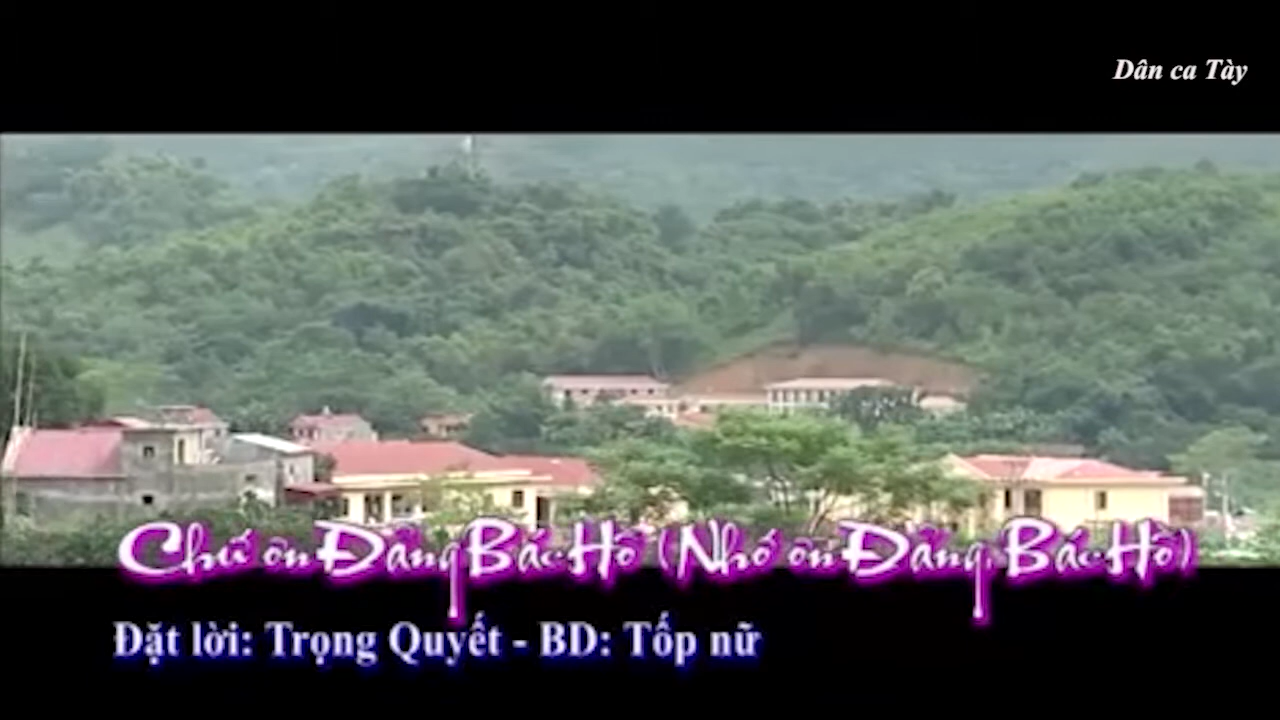 Dân ca Tày
Chứ ơn Đảng Bác Hồ (Nhớ ơn Đảng, Bác Hồ)
Đặt lời: Trọng Quyết - BD: Tốp nữ